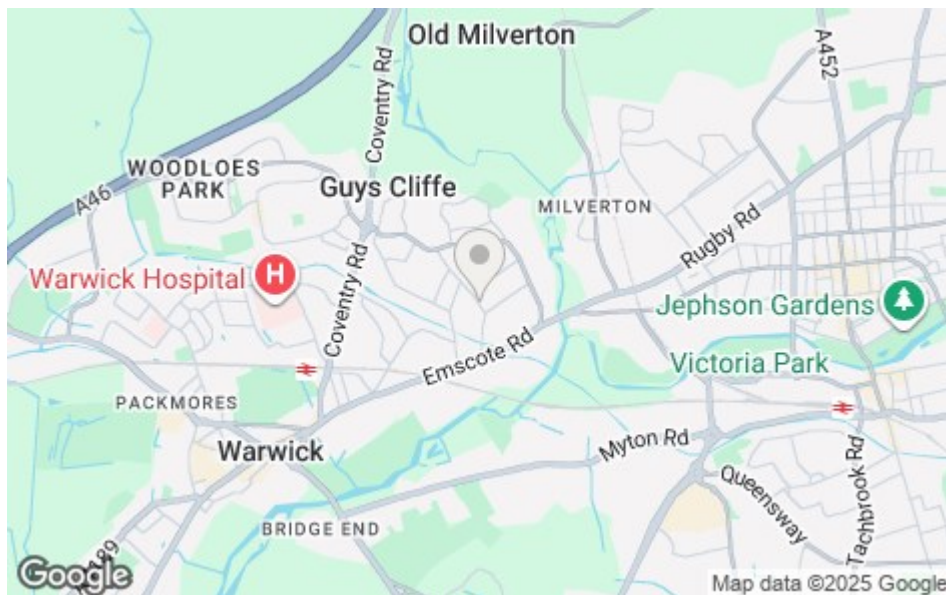 Old Milverton
A452
Coventry Rd
WOODLOES
PARK
A46
Guys Cliffe
MILVERTON
Rugby Rd
Warwick Hospital
H
Coventry Rd
Jephson Gardens
Emscote Rd
Victoria Park
PACKMORES
Warwick
Myton Rd
Queensway
Tachbrook Rd
BRIDGE END
Google
Map data ©2025 Google